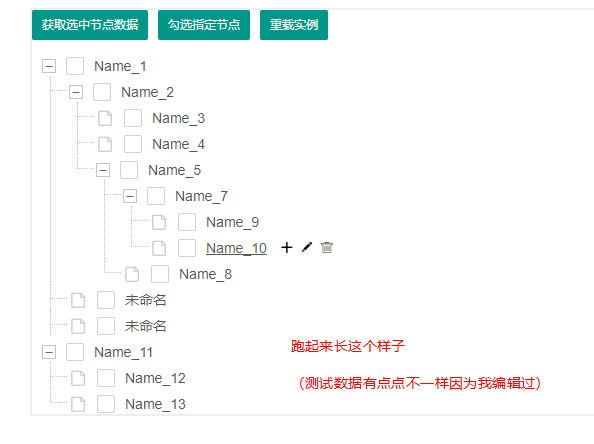 获取选中节点数据 勾选指定节点 重载实例
Name_1
Name_2
Name_3
Name_4
Name_5
Name_7
Name_9
Name_10
Name_8
未命名
未命名
Name_11
跑起来长这个样子
Name_12
（测试数据有点点不一样因为我编辑过）
Name_13